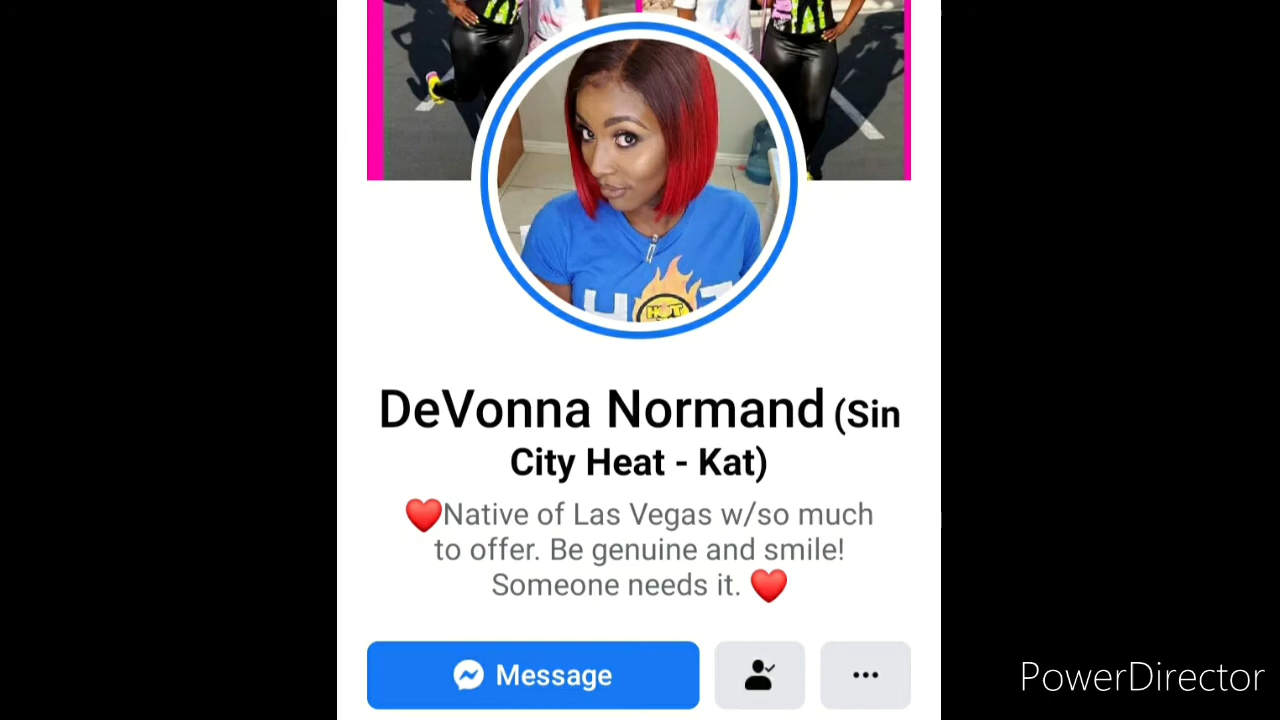 HOT
DeVonna Normand (Sin
City Heat - Kat)
❤️Native of Las Vegas w/so much
to offer. Be genuine and smile!
Someone needs it. ❤️
Message
PowerDirector